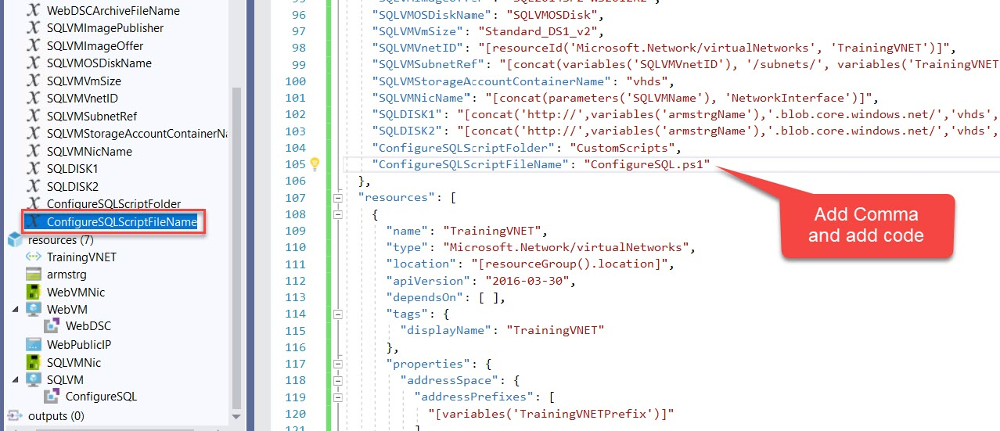 WebDSCArchiveFileName
SQLVMImagePublisher
SQLVMImageOffer
SQLVMOSDiskName
SQLVMVmSize
SQLVMVnetID
SQLVMSubnetRef
SQLVMStorageAccountContainerNa
SQLVMNicName
SQLDISK1
SQLDISK2
ConfigureSQLScriptFolder
ConfigureSQLScriptFileName
resources (7)
TrainingVNET
armstrg
WebVMNic
WebVM
WebDSC
WebPublicIP
SQLVMNic
SQLVM
ConfigureSQL
outputs (0)
96 "SQLVMOSDiskName": "SQLVMOSDisk",
97 "SQLVMVmSize": "Standard_DS1_v2",
98 "SQLVMVnetID": "[resourceId('Microsoft.Network/virtualNetworks', 'TrainingVNET')]",
99 "SQLVMSubnetRef": "[concat(variables('SQLVMVnetID'), '/subnets/', variables('TrainingVNET
100 "SQLVMStorageAccountContainerName": "vhds",
101 "SQLVMNicName": "[concat(parameters('SQLVMName'), 'NetworkInterface')]",
102 "SQLDISK1": "[concat('http://',variables('armstrgName'),'.blob.core.windows.net/','vhds',
103 "SQLDISK2": "[concat('http://',variables('armstrgName'),'.blob.core.windows.net/','vhds',
104 "ConfigureSQLScriptFolder": "CustomScripts",
105 "ConfigureSQLScriptFileName": "ConfigureSQL.ps1"
106 },
107 "resources": [
108 {
109 "name": "TrainingVNET",
110 "type": "Microsoft.Network/virtualNetworks",
111 "location": "[resourceGroup().location]",
112 "apiVersion": "2016-03-30",
113 "dependsOn": [ ],
114 "tags": {
115 "displayName": "TrainingVNET"
116 },
117 "properties": {
118 "addressSpace": {
119 "addressPrefixes": [
120 "[variables('TrainingVNETPrefix')]"
121 ]
Add Comma
and add code